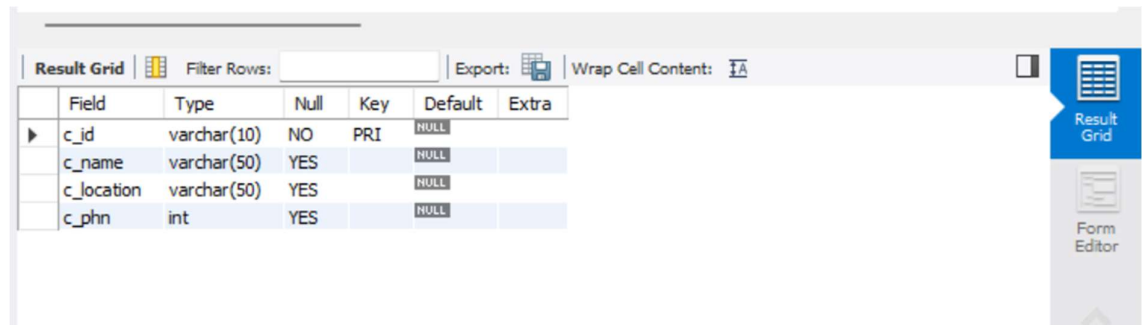 Result Grid Filter Rows: Export: Wrap Cell Content: IA
Field Type Null Key Default Extra
c_id varchar(10) NO PRI NULL
c_name varchar(50) YES NULL
c_location varchar(50) YES NULL
c_phn int YES NULL
Result
Grid
Form
Editor